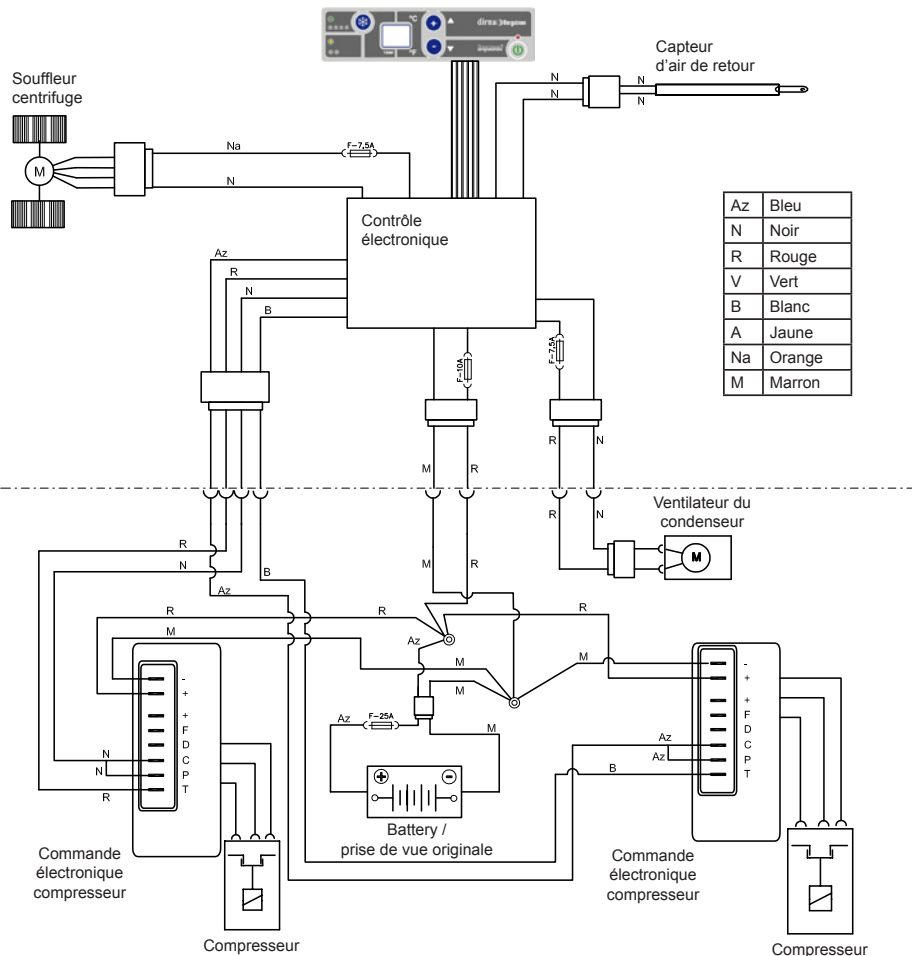 °C
°F
dirna Bergstrom
Capteur
d'air de retour
Souffleur
centrifuge
N
N
N
N
Na
F-7,5A
N
M
Contrôle
électronique
Az Bleu
N Noir
R Rouge
V Vert
B Blanc
A Jaune
Na Orange
M Marron
Az
R
N
B
F-10A
F-7,5A
M
R
R
N
Ventilateur du
condenseur
R
N
M
R
N
M
R
B
Az
R
R
R
M
Az
M
M
M
Az
F-25A
M
-
+
+
F
D
C
P
T
N
N
R
-
+
F
D
C
P
T
Az
Az
B
+
-
Battery /
prise de vue originale
Commande
électronique
compresseur
Commande
électronique
compresseur
Compresseur
Compresseur